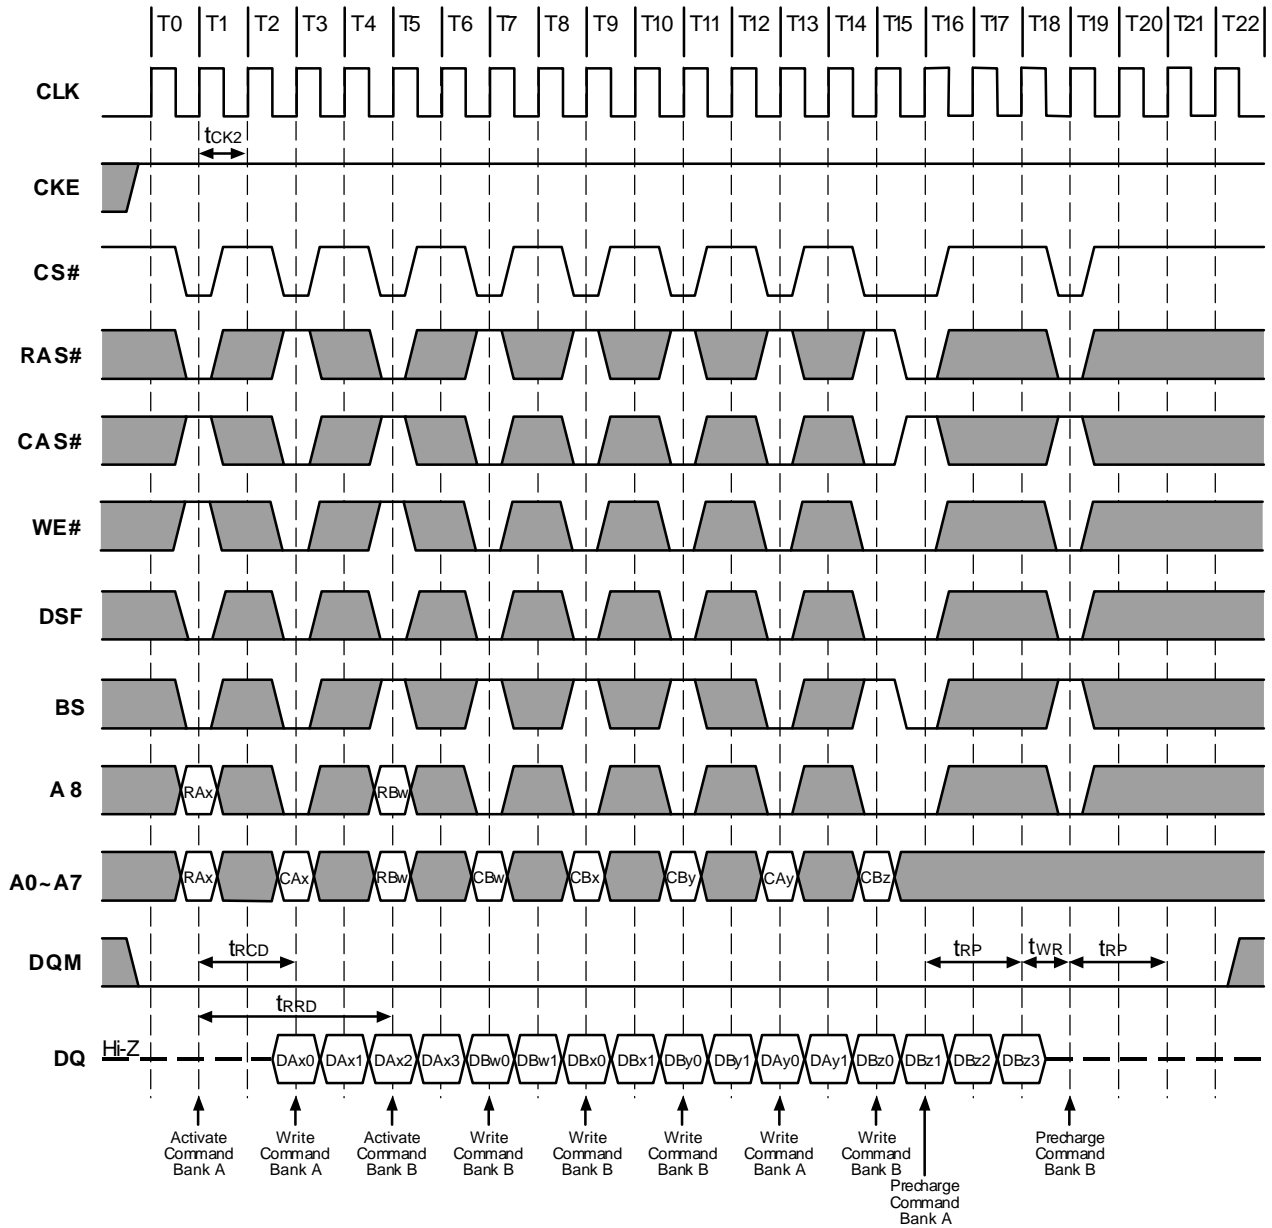 T0 T1 T2 T3 T4 T5 T6 T7 T8 T9 T10 T11 T12 T13 T14 T15 T16 T17 T18 T19 T20 T21 T22
CLK
tCK2
CKE
CS#
RAS#
CAS#
WE#
DSF
BS
A8 RAx RBw
A0~A7 RAx CAx RBw CBw CBx CBy CAy CBz
DQM tRCD tRP tWR tRP
tRRD
DQ Hi-Z DAx0 DAx1 DAx2 DAx3 DBw0 DBw1 DBx0 DBx1 DBy0 DBy1 DAy0 DAy1 DBz0 DBz1 DBz2 DBz3
Activate
Command
Bank A
Write
Command
Bank A
Activate
Command
Bank B
Write
Command
Bank B
Write
Command
Bank B
Write
Command
Bank B
Write
Command
Bank A
Write
Command
Bank B
Precharge
Command
Bank A
Precharge
Command
Bank B